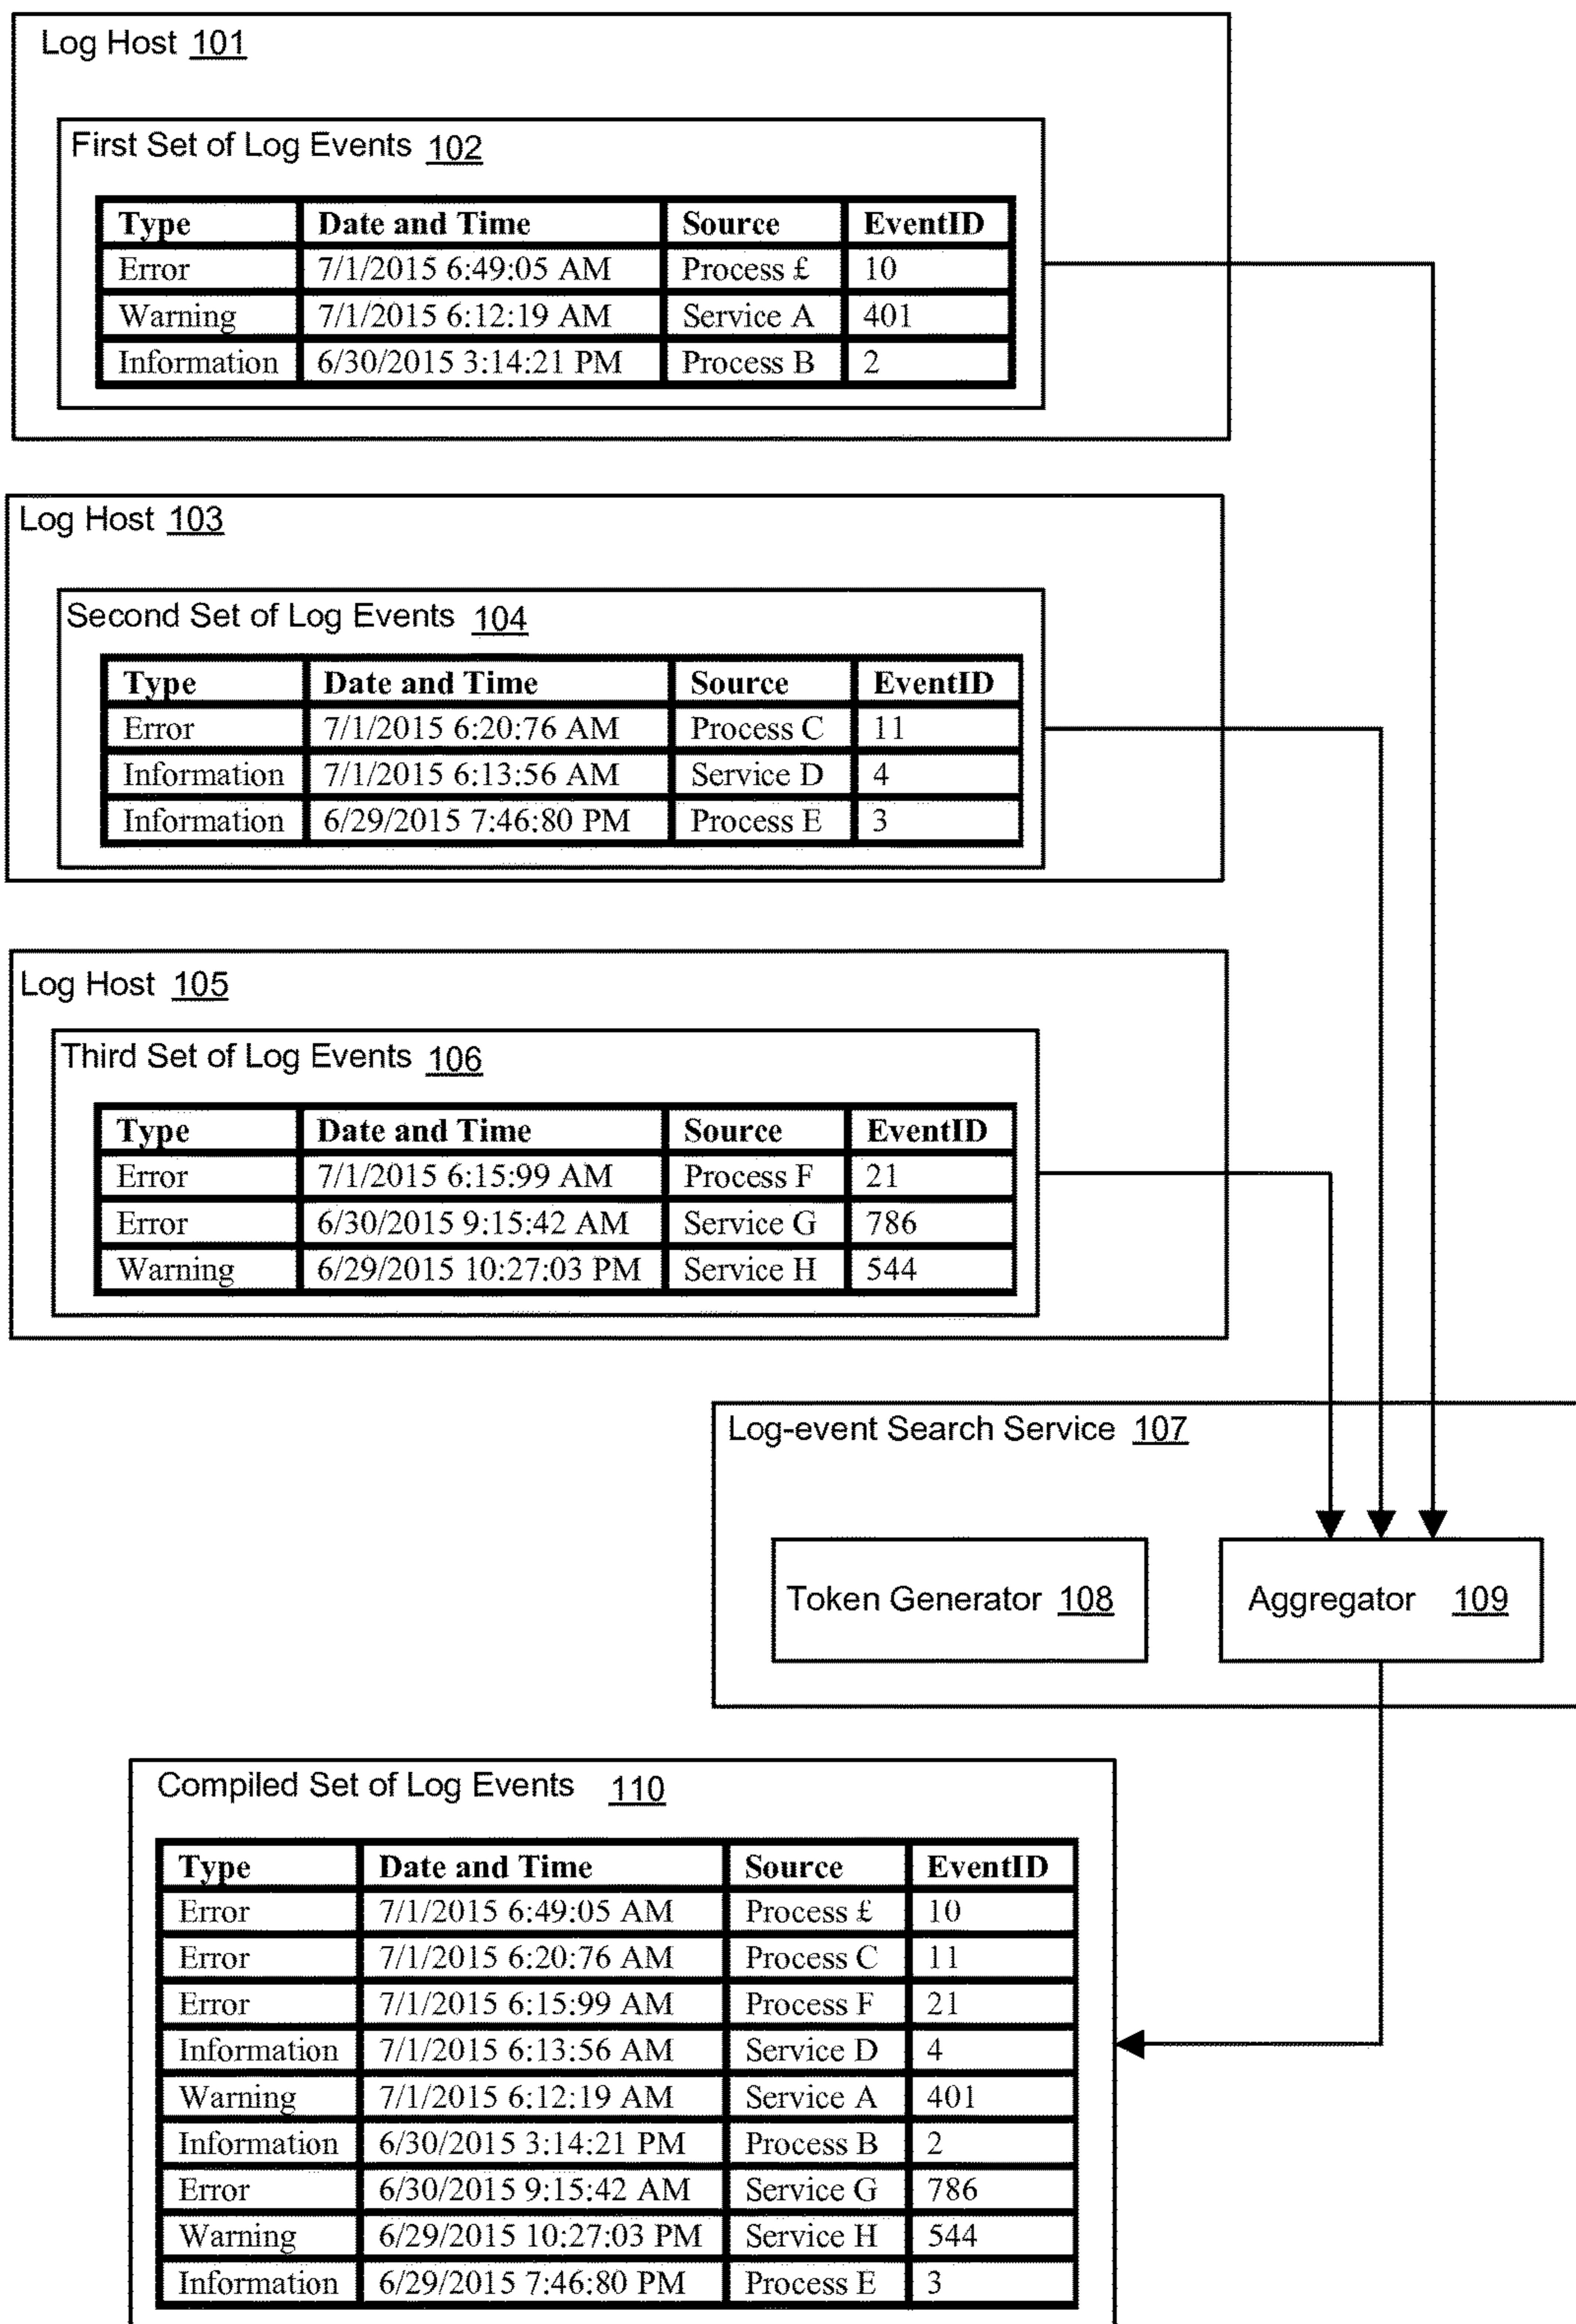 Log Host 101
First Set of Log Events 102
Type Date and Time Source EventID
Error 7/1/2015 6:49:05 AM Process £ 10
Warning 7/1/2015 6:12:19 AM Service A 401
Information 6/30/2015 3:14:21 PM Process B 2
Log Host 103
Second Set of Log Events 104
Type Date and Time Source EventID
Error 7/1/2015 6:20:76 AM Process C 11
Information 7/1/2015 6:13:56 AM Service D 4
Information 6/29/2015 7:46:80 PM Process E 3
Log Host 105
Third Set of Log Events 106
Type Date and Time Source EventID
Error 7/1/2015 6:15:99 AM Process F 21
Error 6/30/2015 9:15:42 AM Service G 786
Warning 6/29/2015 10:27:03 PM Service H 544
Log-event Search Service 107
Token Generator 108 Aggregator 109
Compiled Set of Log Events 110
Type Date and Time Source EventID
Error 7/1/2015 6:49:05 AM Process £ 10
Error 7/1/2015 6:20:76 AM Process C 11
Error 7/1/2015 6:15:99 AM Process F 21
Information 7/1/2015 6:13:56 AM Service D 4
Warning 7/1/2015 6:12:19 AM Service A 401
Information 6/30/2015 3:14:21 PM Process B 2
Error 6/30/2015 9:15:42 AM Service G 786
Warning 6/29/2015 10:27:03 PM Service H 544
Information 6/29/2015 7:46:80 PM Process E 3